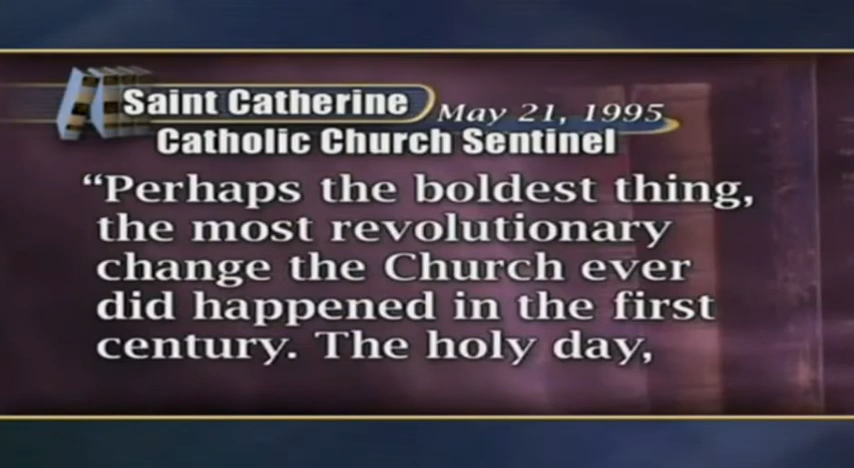 Saint Catherine May 21, 1995
Catholic Church Sentinel
“Perhaps the boldest thing,
the most revolutionary
change the Church ever
did happened in the first
century. The holy day,